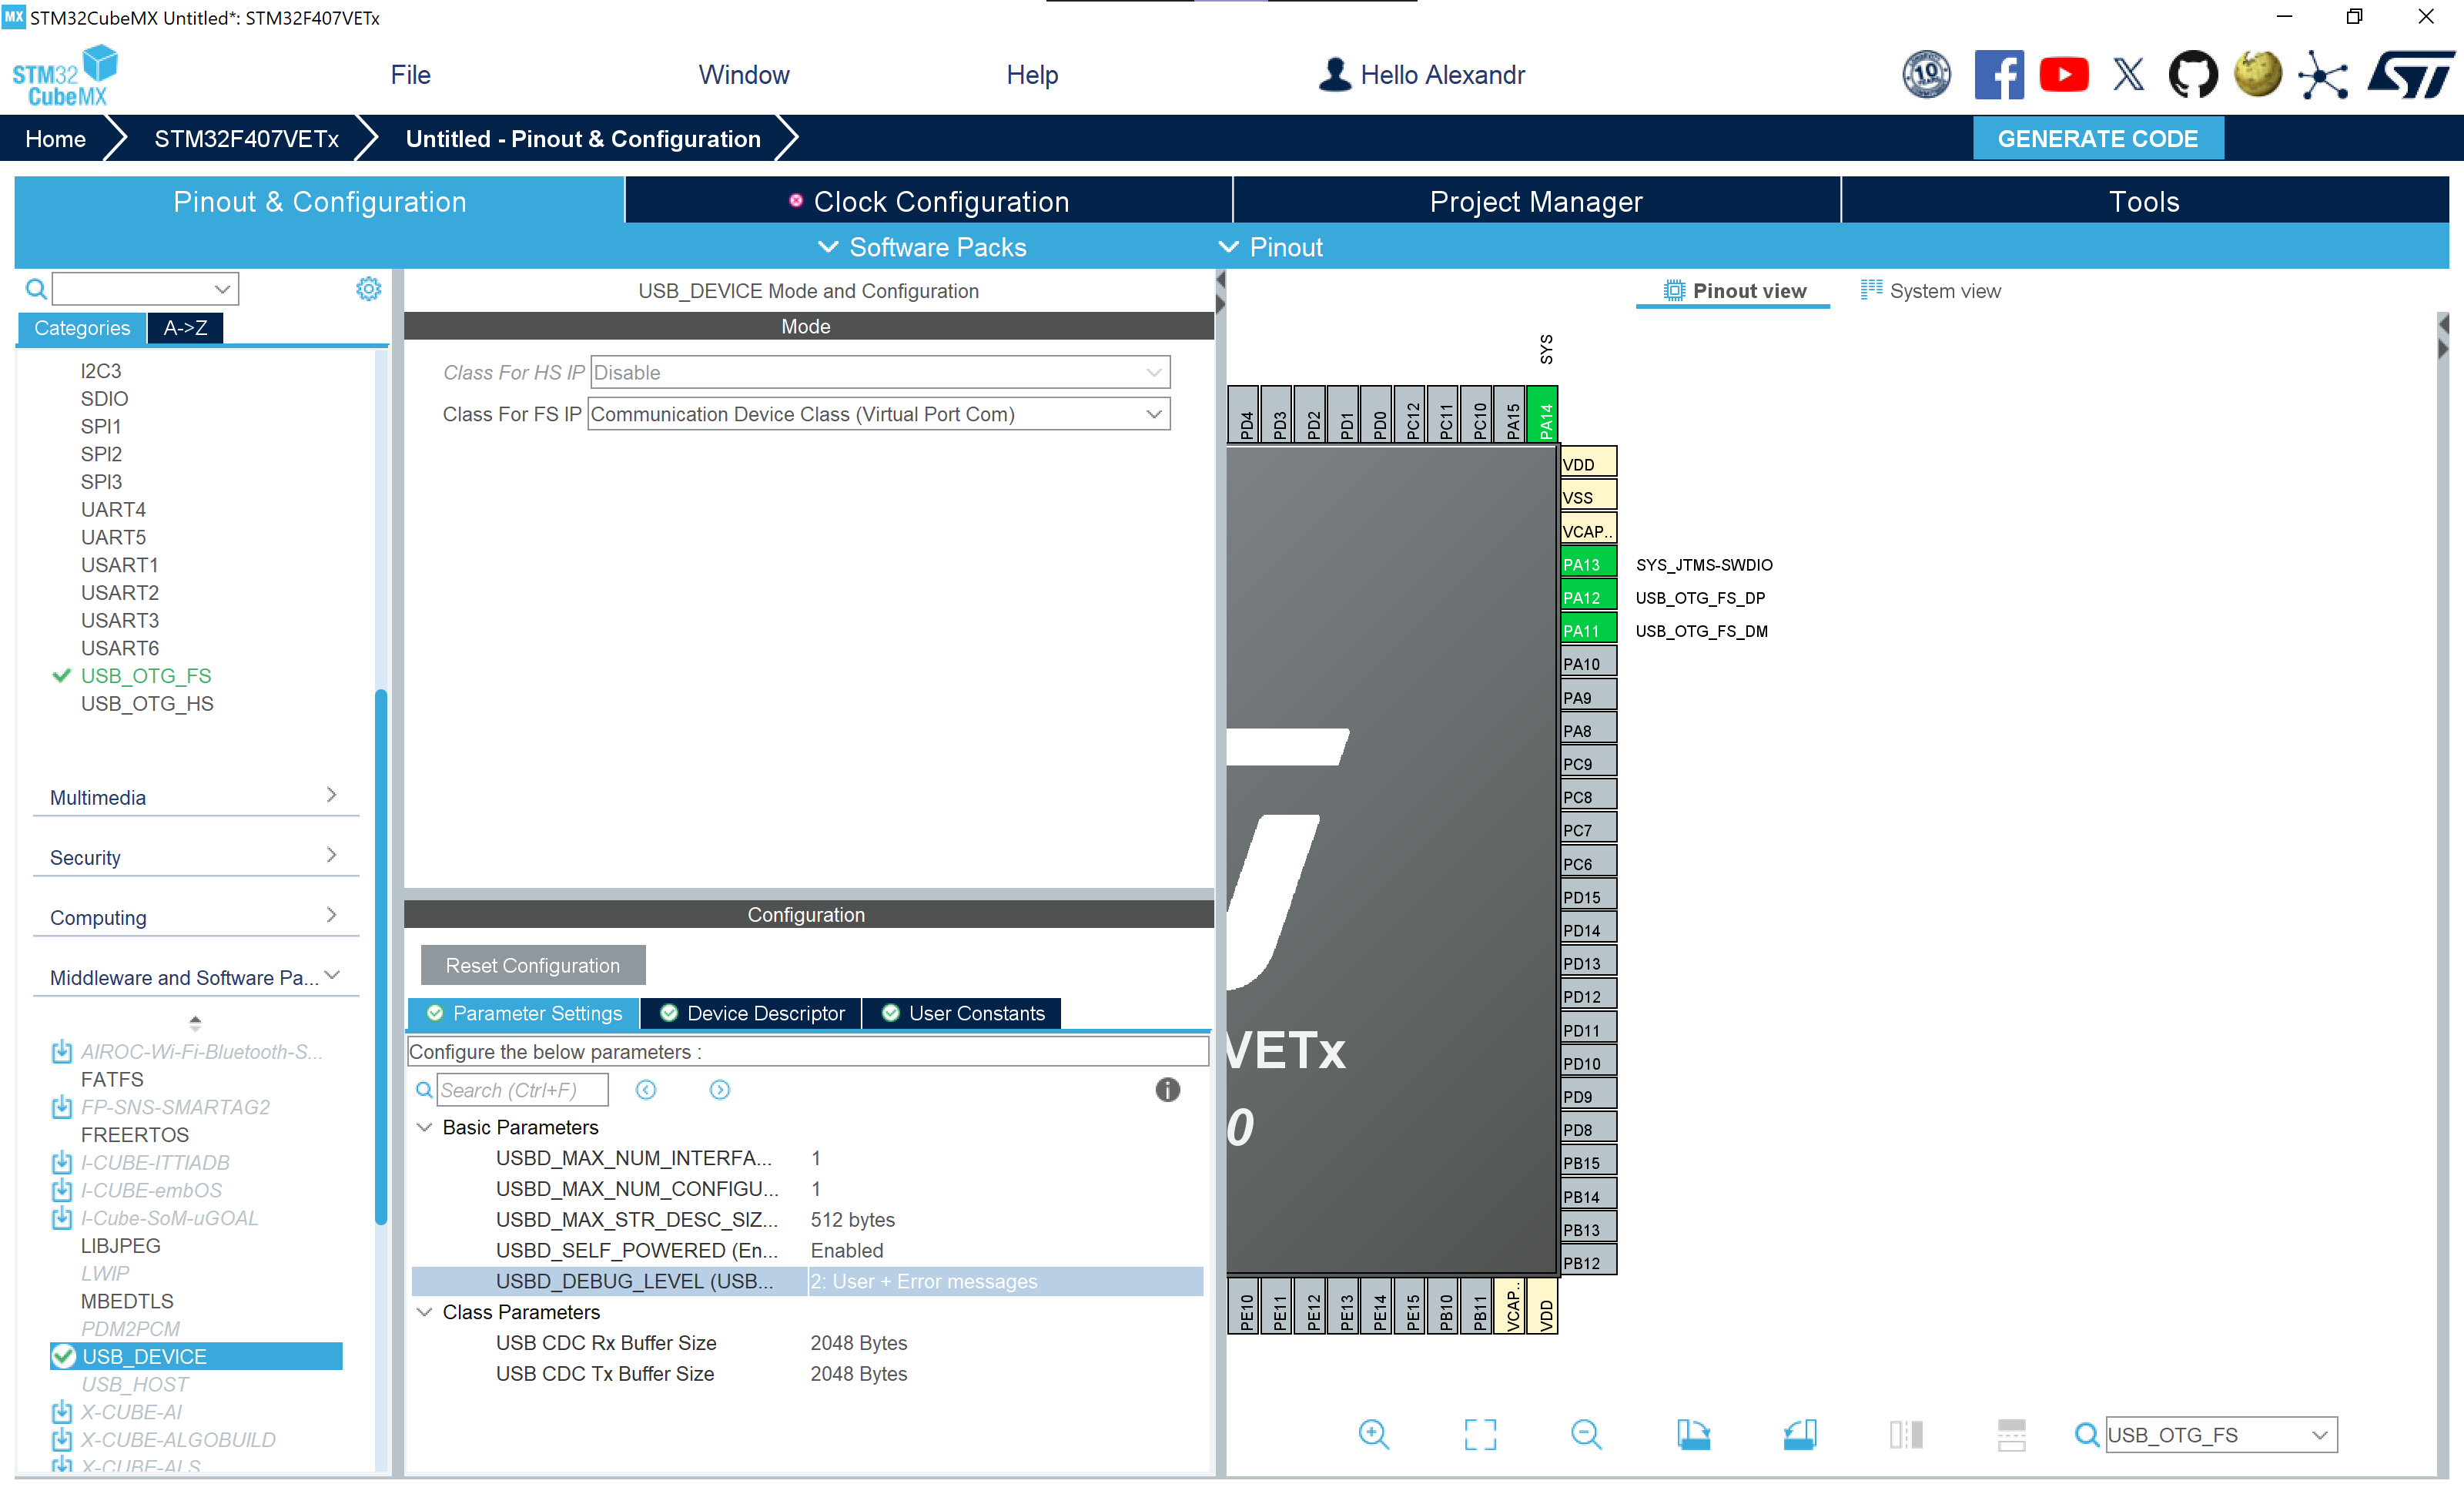 MX STM32CubeMX Untitled*: STM32F407VETx
STM32
CubeMX
File
Window
Help
Hello Alexandr
10
Home
STM32F407VETx
Untitled - Pinout & Configuration
GENERATE CODE
Pinout & Configuration
Clock Configuration
Project Manager
Tools
Software Packs
Pinout
Categories
A->Z
I2C3
SDIO
SPI1
SPI2
SPI3
UART4
UART5
USART1
USART2
USART3
USART6
USB_OTG_FS
USB_OTG_HS
Multimedia
Security
Computing
Middleware and Software Pa...
AIROC-Wi-Fi-Bluetooth-S...
FATFS
FP-SNS-SMARTAG2
FREERTOS
I-CUBE-ITTIADB
I-CUBE-embOS
I-Cube-SoM-uGOAL
LIBJPEG
LWIP
MBEDTLS
PDM2PCM
USB_DEVICE
USB_HOST
X-CUBE-AI
X-CUBE-ALGOBUILD
X-CUBE-ALS
USB_DEVICE Mode and Configuration
Mode
Class For HS IP Disable
Class For FS IP Communication Device Class (Virtual Port Com)
Configuration
Reset Configuration
Parameter Settings
Device Descriptor
User Constants
Configure the below parameters :
Search (Ctrl+F)
Basic Parameters
USBD_MAX_NUM_INTERFA... 1
USBD_MAX_NUM_CONFIGU... 1
USBD_MAX_STR_DESC_SIZ... 512 bytes
USBD_SELF_POWERED (En... Enabled
USBD_DEBUG_LEVEL (USB... 2: User + Error messages
Class Parameters
USB CDC Rx Buffer Size 2048 Bytes
USB CDC Tx Buffer Size 2048 Bytes
Pinout view
System view
SYS
PD4
PD3
PD2
PD1
PD0
PC12
PC11
PC10
PA15
PA14
VDD
VSS
VCAP..
PA13 SYS_JTMS-SWDIO
PA12 USB_OTG_FS_DP
PA11 USB_OTG_FS_DM
PA10
PA9
PA8
PC9
PC8
PC7
PC6
PD15
PD14
PD13
PD12
PD11
PD10
PD9
PD8
PB15
PB14
PB13
PB12
VETx
0
PE10
PE11
PE12
PE13
PE14
PE15
PB10
PB11
VCAP..
VDD
USB_OTG_FS